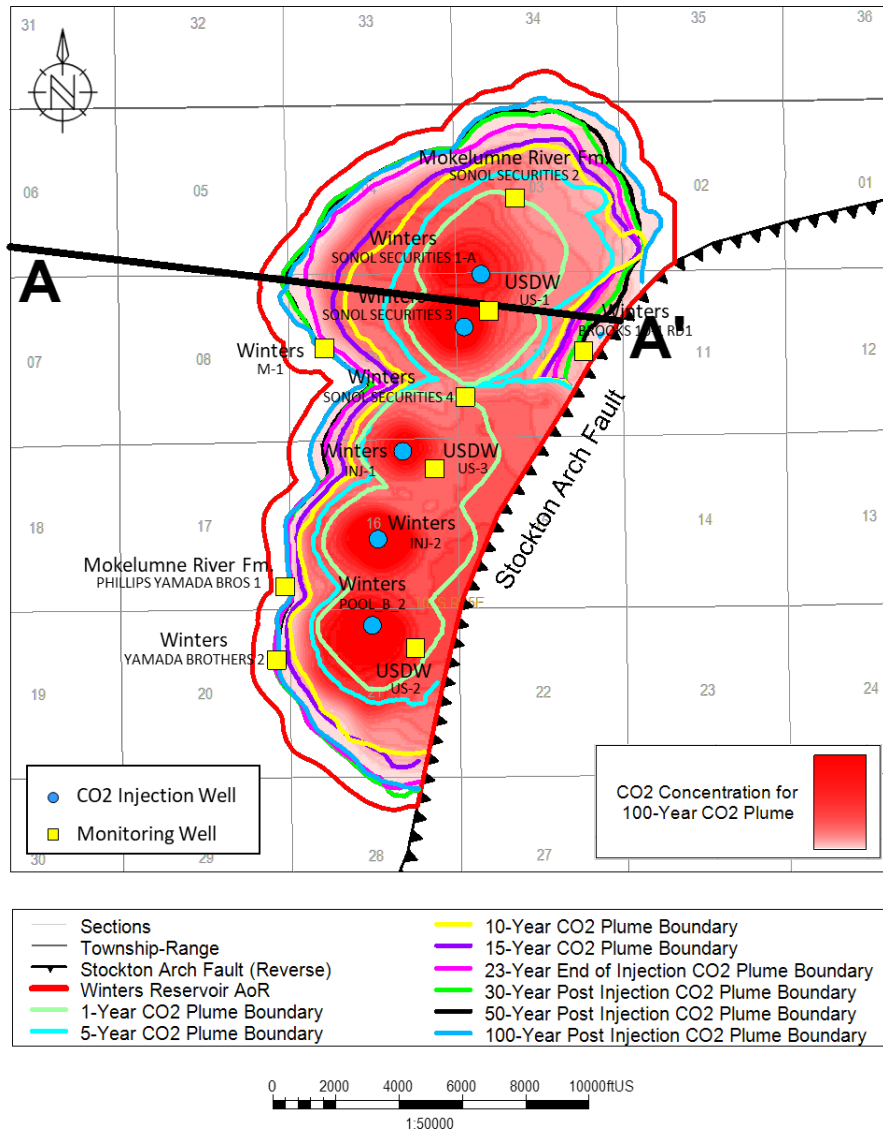 31
32
33
34
35
36
N
Mokelumne River Fm.
SONOL SECURITIES 2
06
05
04
03
02
01
Winters
SONOL SECURITIES 1-A
A
USDW
US-1
Winters
SONOL SECURITIES 3
Winters
BROOKS 10-1 RD1
A'
07
08
10
11
12
Winters
M-1
Winters
SONOL SECURITIES 4
Stockton Arch Fault
Winters
INJ-1
USDW
US-3
18
17
16
14
13
Winters
INJ-2
Mokelumne River Fm.
PHILLIPS YAMADA BROS 1
Winters
POOL_B_2
Winters
YAMADA BROTHERS 2
USDW
US-2
19
20
21
22
23
24
CO2 Injection Well
Monitoring Well
CO2 Concentration for
100-Year CO2 Plume
30
29
28
27
Sections
Township-Range
Stockton Arch Fault (Reverse)
Winters Reservoir AoR
1-Year CO2 Plume Boundary
5-Year CO2 Plume Boundary
10-Year CO2 Plume Boundary
15-Year CO2 Plume Boundary
23-Year End of Injection CO2 Plume Boundary
30-Year Post Injection CO2 Plume Boundary
50-Year Post Injection CO2 Plume Boundary
100-Year Post Injection CO2 Plume Boundary
0 2000 4000 6000 8000 10000ftUS
1:50000